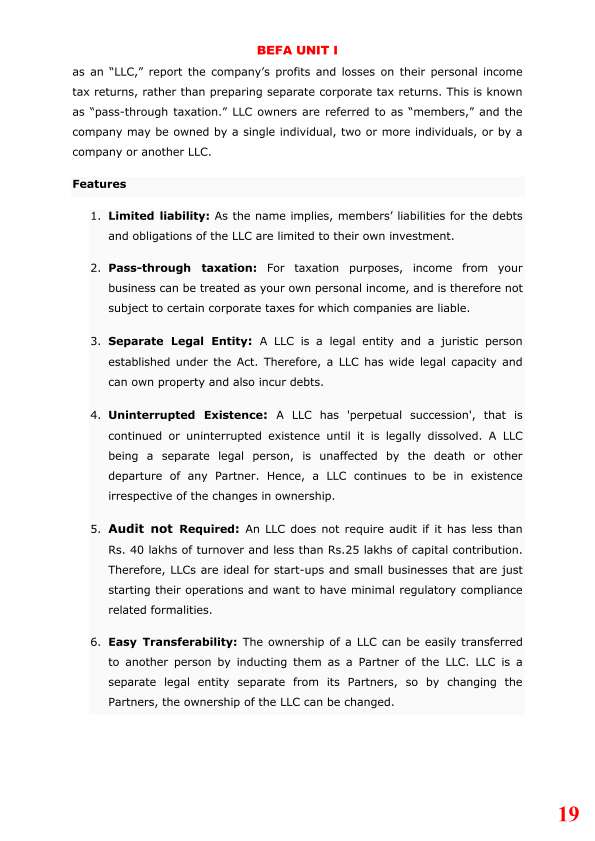 BEFA UNIT I
as an “LLC,” report the company’s profits and losses on their personal income
tax returns, rather than preparing separate corporate tax returns. This is known
as “pass-through taxation.” LLC owners are referred to as “members,” and the
company may be owned by a single individual, two or more individuals, or by a
company or another LLC.
Features
1. Limited liability: As the name implies, members’ liabilities for the debts
and obligations of the LLC are limited to their own investment.
2. Pass-through taxation: For taxation purposes, income from your
business can be treated as your own personal income, and is therefore not
subject to certain corporate taxes for which companies are liable.
3. Separate Legal Entity: A LLC is a legal entity and a juristic person
established under the Act. Therefore, a LLC has wide legal capacity and
can own property and also incur debts.
4. Uninterrupted Existence: A LLC has 'perpetual succession', that is
continued or uninterrupted existence until it is legally dissolved. A LLC
being a separate legal person, is unaffected by the death or other
departure of any Partner. Hence, a LLC continues to be in existence
irrespective of the changes in ownership.
5. Audit not Required: An LLC does not require audit if it has less than
Rs. 40 lakhs of turnover and less than Rs.25 lakhs of capital contribution.
Therefore, LLCs are ideal for start-ups and small businesses that are just
starting their operations and want to have minimal regulatory compliance
related formalities.
6. Easy Transferability: The ownership of a LLC can be easily transferred
to another person by inducting them as a Partner of the LLC. LLC is a
separate legal entity separate from its Partners, so by changing the
Partners, the ownership of the LLC can be changed.
19